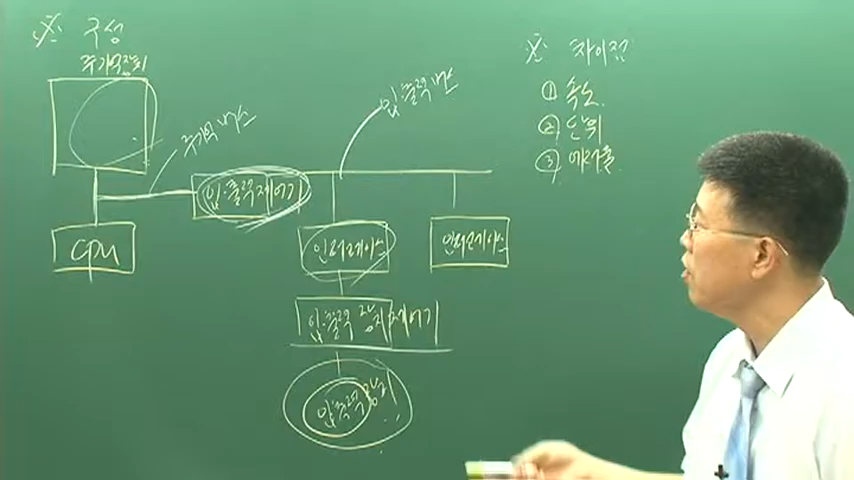 ※ 구성
주기억장치
주기억 버스
입·출력 버스
입·출력제어기
CPU
인터페이스
인터페이스
입·출력 장치제어기
입·출력장치
※ 차이점
① 속도
② 단위
③ 에러율